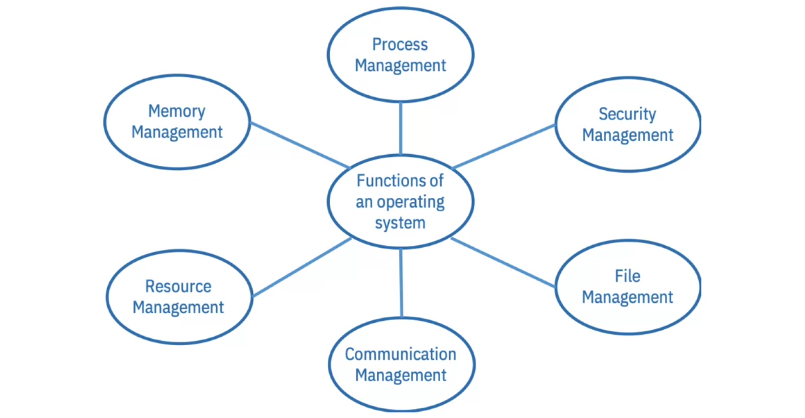 Process
Management
Memory
Management
Security
Management
Functions of
an operating
system
Resource
Management
File
Management
Communication
Management